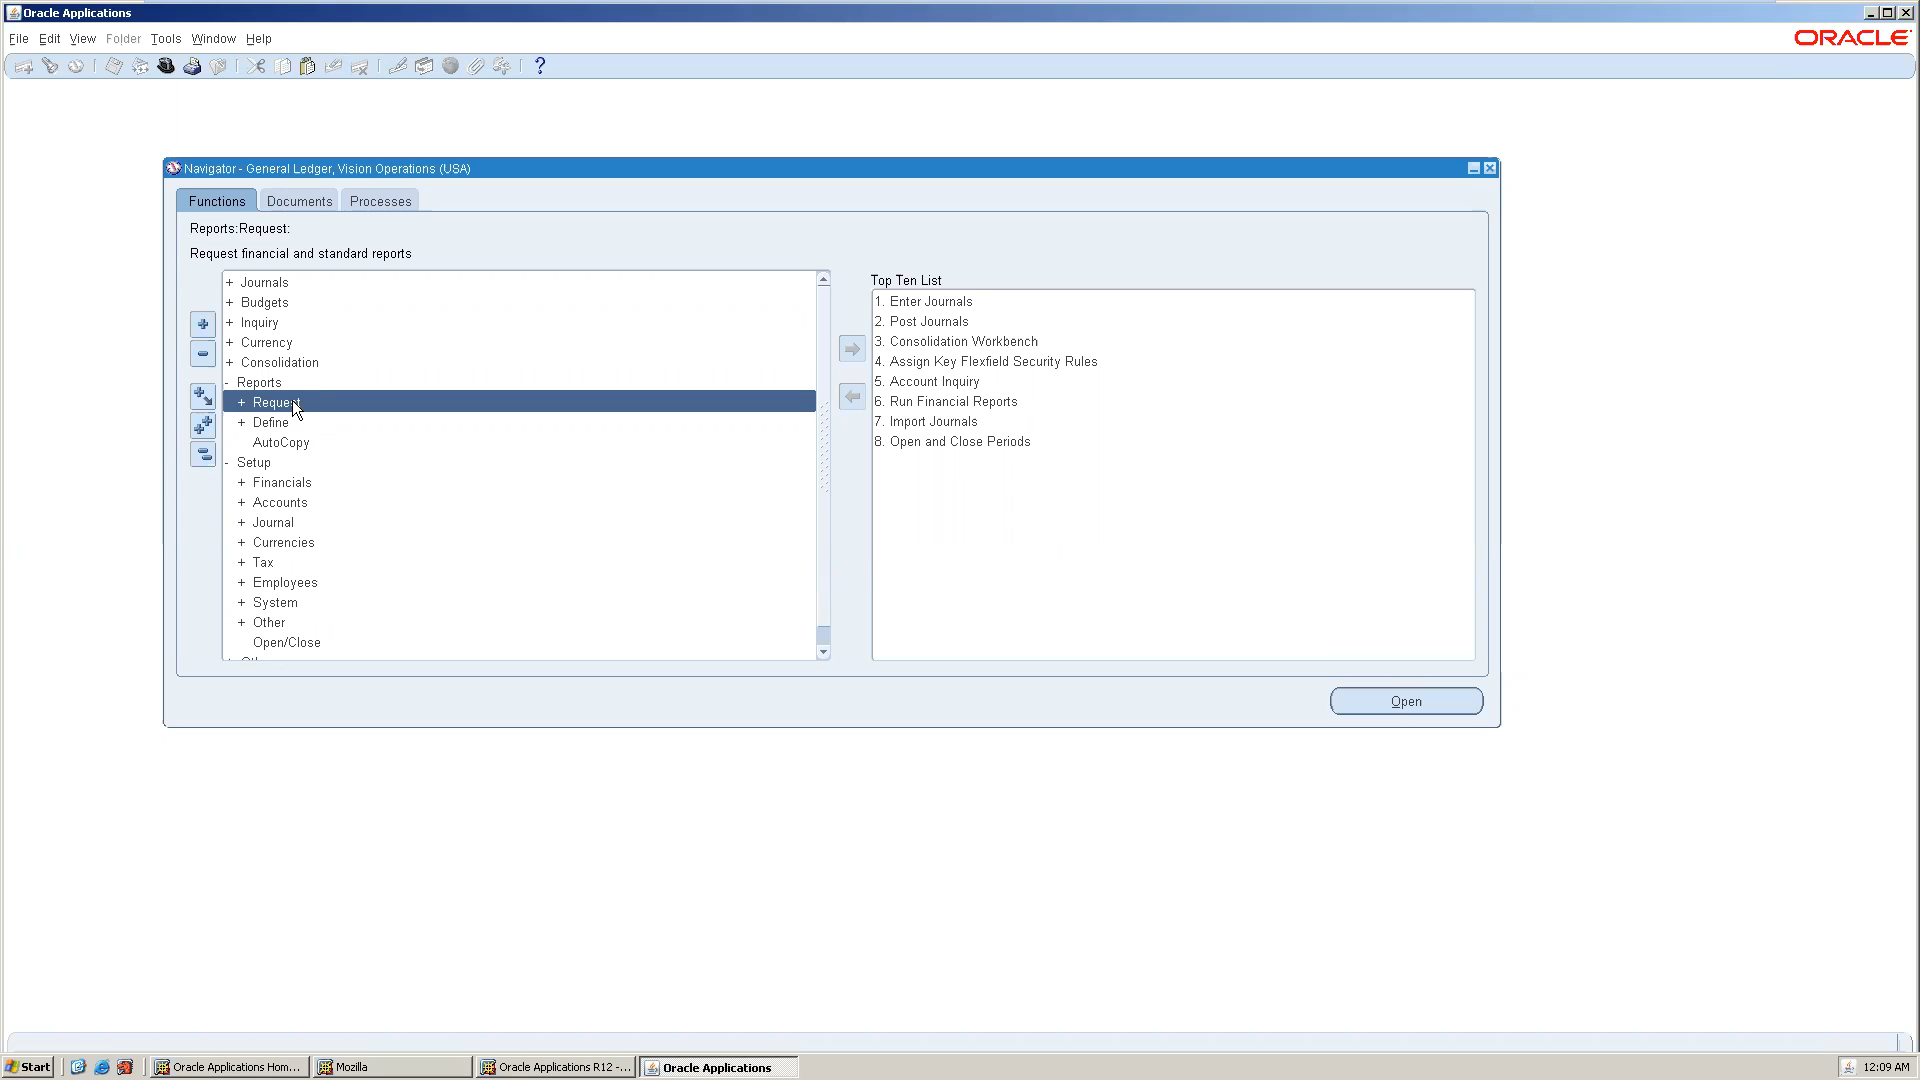 Oracle Applications
File Edit View Folder Tools Window Help
ORACLE
Navigator - General Ledger, Vision Operations (USA)
Functions Documents Processes
Reports:Request:
Request financial and standard reports
+ Journals
+ Budgets
+ Inquiry
+ Currency
+ Consolidation
- Reports
+ Request
+ Define
AutoCopy
- Setup
+ Financials
+ Accounts
+ Journal
+ Currencies
+ Tax
+ Employees
+ System
+ Other
Open/Close
Top Ten List
1. Enter Journals
2. Post Journals
3. Consolidation Workbench
4. Assign Key Flexfield Security Rules
5. Account Inquiry
6. Run Financial Reports
7. Import Journals
8. Open and Close Periods
Open
Start Oracle Applications Hom... Mozilla Oracle Applications R12 -... Oracle Applications 12:09 AM